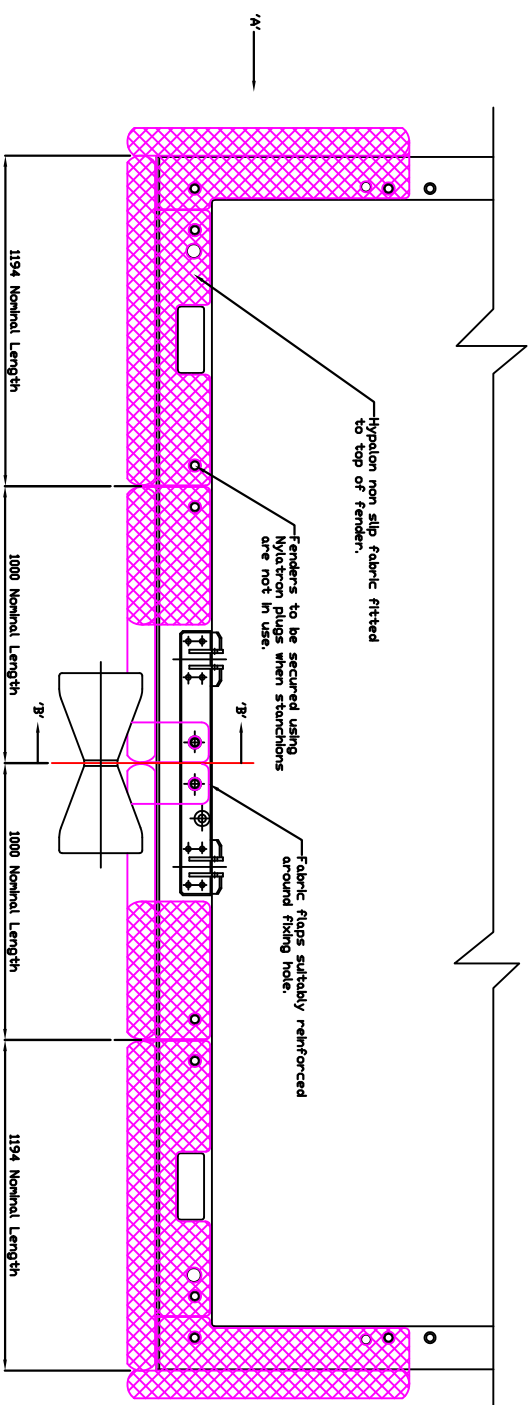 'A'
Hypalon non slip fabric fitted
to top of fender.
Fenders to be secured using
Nylatron plugs when stanchions
are not in use.
'B'
'B'
Fabric flaps suitably reinforced
around fixing hole.
1194 Nominal Length
1000 Nominal Length
1000 Nominal Length
1194 Nominal Length